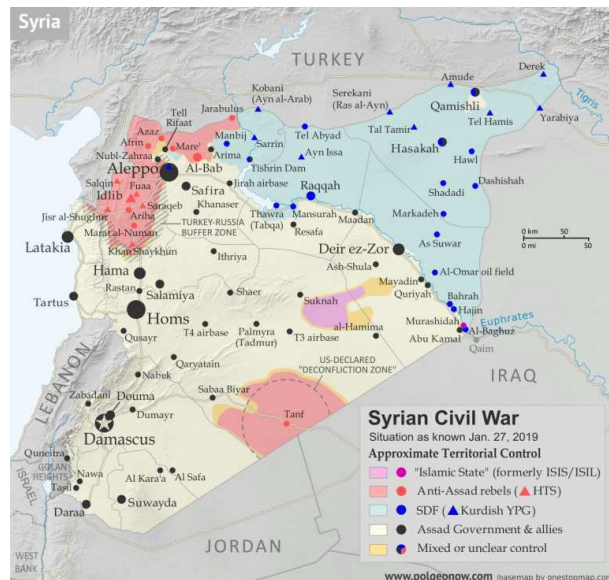 Syria
TURKEY
Derek
Tigris
Amude
Kobani
(Ayn al-Arab)
Serekani
(Ras al-Ayn)
Qamishli
Jarabulus
Tell
Rifaat
Azaz
Afrin
Manbij
Tel Abyad
Tal Tamir
Tel Hamis
Yarabiya
Mare'
Sarrin
Nubl-Zahraa
Arima
Ayn Issa
Hasakah
Hawl
Aleppo
Al-Bab
Tishrin Dam
Salqin
Fuaa
Safira
Jirah airbase
Raqqah
Shadadi
Dashishah
Idlib
Saraqeb
Khanaser
Jisr al-Shughur
Ariha
TURKEY-RUSSIA
BUFFER ZONE
Thawra
(Tabqa)
Mansurah
Maadan
Resafa
Markadeh
Marat al-Numan
As Suwar
Latakia
Khan Shaykhun
Deir ez-Zor
0 50 km
0 50 mi
Ithriya
Ash-Shula
Hama
Al-Omar oil field
Rastan
Salamiya
Shaer
Mayadin
Quriyah
Tartus
Suknah
Bahrah
Hajin
Homs
Euphrates
al-Hamima
Murashidah
Al-Baghuz
Qusayr
T4 airbase
Palmyra
(Tadmur)
T3 airbase
Abu Kamal
Qaim
LEBANON
Qaryatain
US-DECLARED
"DECONFLICTION ZONE"
IRAQ
Nabek
Zabadani
Douma
Sabaa Biyar
Dumayr
Tanf
Damascus
Quneitra
GOLAN
HEIGHTS
Nawa
Al Kara'a
Al Safa
Tasil
ISRAEL
Daraa
Suwayda
WEST
BANK
JORDAN
Syrian Civil War
Situation as known Jan. 27, 2019
Approximate Territorial Control
"Islamic State" (formerly ISIS/ISIL)
Anti-Assad rebels (▲ HTS)
SDF (▲ Kurdish YPG)
Assad Government & allies
Mixed or unclear control
www.polgeonow.com (basemap by onestopmap.com